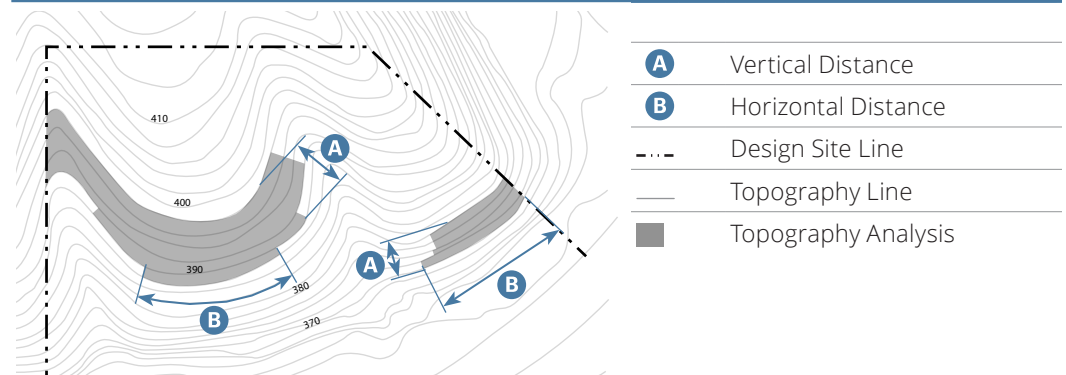 410
400
390
380
370
A
B
A
B
A Vertical Distance
B Horizontal Distance
Design Site Line
Topography Line
Topography Analysis